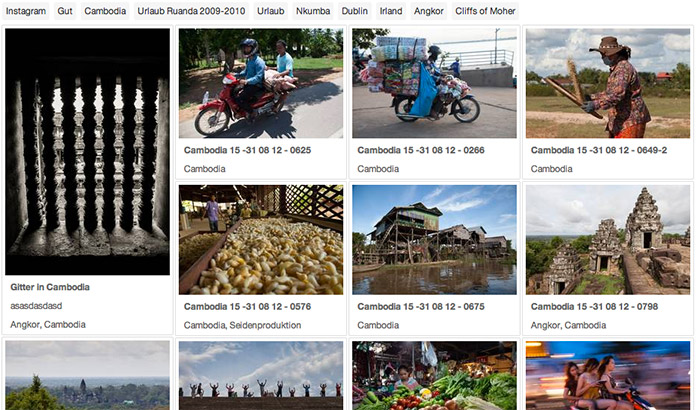 Instagram Gut Cambodia Urlaub Ruanda 2009-2010 Urlaub Nkumba Dublin Irland Angkor Cliffs of Moher
Gitter in Cambodia
asasdasdasd
Angkor, Cambodia
Cambodia 15 -31 08 12 - 0625
Cambodia
Cambodia 15 -31 08 12 - 0576
Cambodia, Seidenproduktion
Cambodia 15 -31 08 12 - 0266
Cambodia
Cambodia 15 -31 08 12 - 0675
Cambodia
Cambodia 15 -31 08 12 - 0649-2
Cambodia
Cambodia 15 -31 08 12 - 0798
Angkor, Cambodia